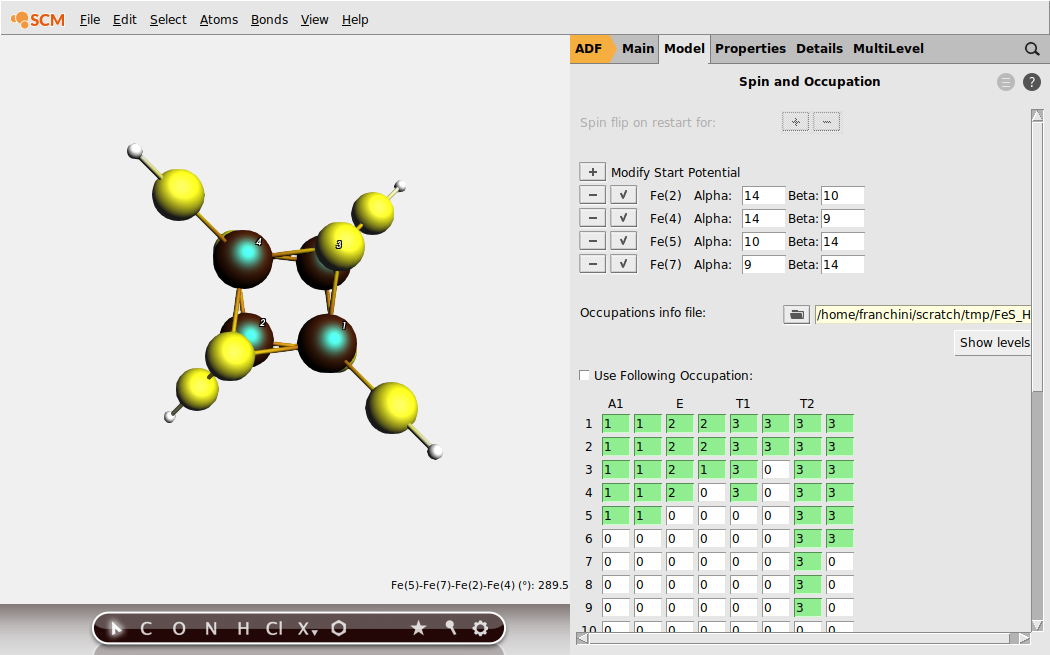 SCM File Edit Select Atoms Bonds View Help
ADF Main Model Properties Details MultiLevel
Spin and Occupation
?
Spin flip on restart for: + -
+ Modify Start Potential
- √ Fe(2) Alpha: 14 Beta: 10
- √ Fe(4) Alpha: 14 Beta: 9
- √ Fe(5) Alpha: 10 Beta: 14
- √ Fe(7) Alpha: 9 Beta: 14
4
3
2
1
Occupations info file: /home/franchini/scratch/tmp/FeS_H
Show levels
Use Following Occupation:
A1 E T1 T2
1 1 1 2 2 3 3 3 3
2 1 1 2 2 3 3 3 3
3 1 1 2 1 3 0 3 3
4 1 1 2 0 3 0 3 3
5 1 1 0 0 0 0 3 3
6 0 0 0 0 0 0 3 3
7 0 0 0 0 0 0 3 0
8 0 0 0 0 0 0 3 0
9 0 0 0 0 0 0 3 0
10 0 0 0 0 0 0 0 0
Fe(5)-Fe(7)-Fe(2)-Fe(4) (°): 289.5
C O N H Cl X